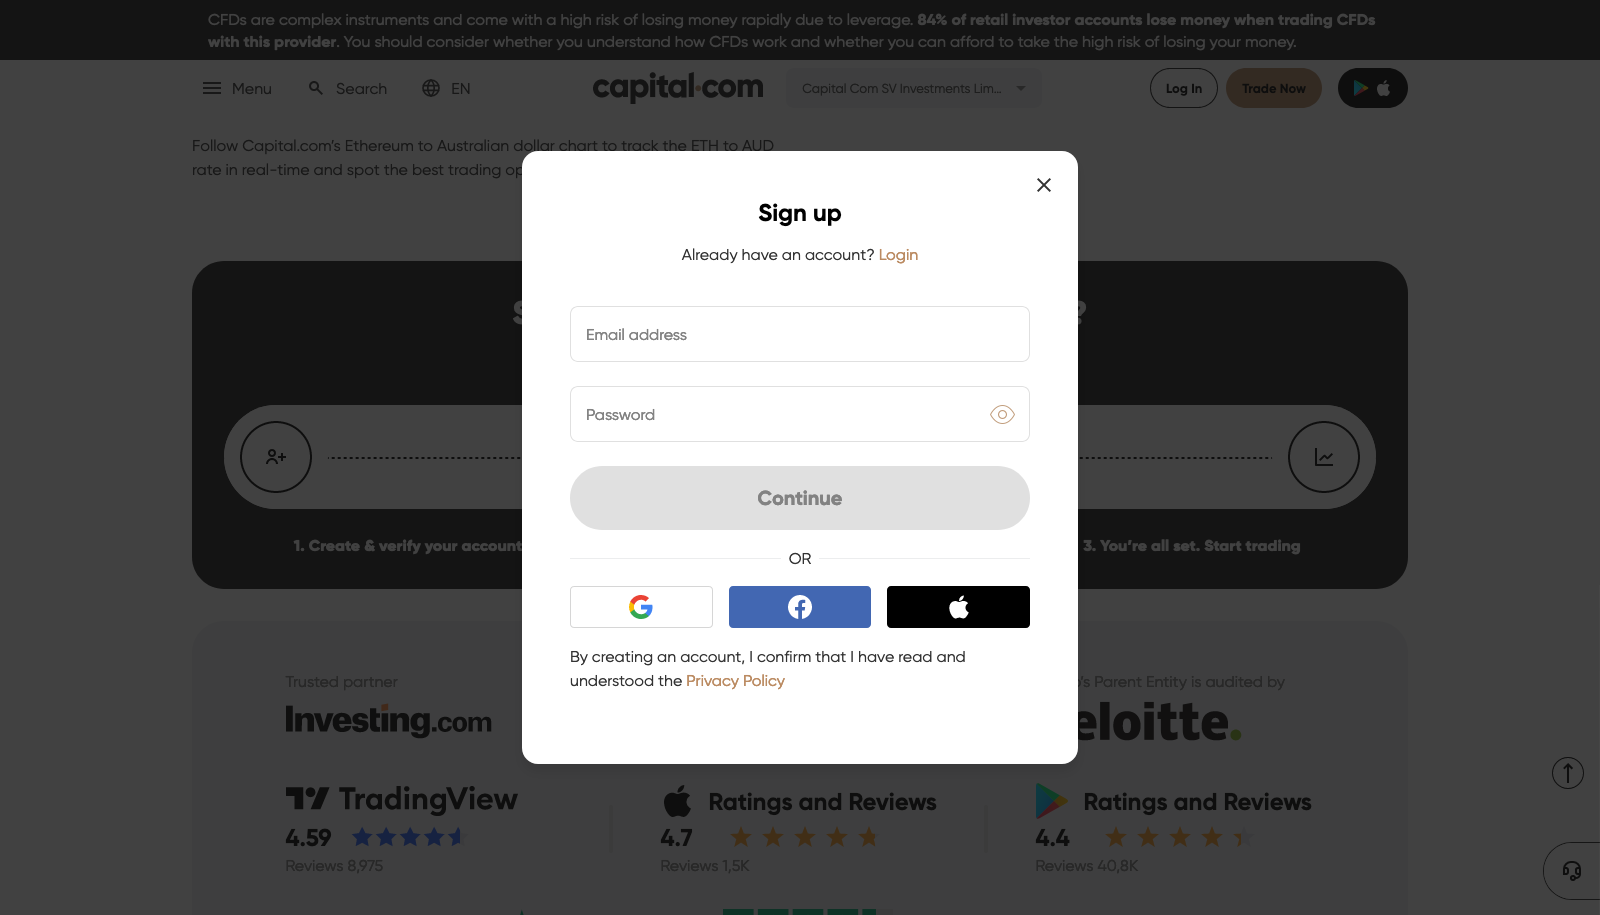 CFDs are complex instruments and come with a high risk of losing money rapidly due to leverage. 84% of retail investor accounts lose money when trading CFDs
with this provider. You should consider whether you understand how CFDs work and whether you can afford to take the high risk of losing your money.
Menu Search EN capital.com Capital Com SV Investments Lim... Log In Trade Now
Follow Capital.com's Ethereum to Australian dollar chart to track the ETH to AUD
rate in real-time and spot the best trading
Sign up
Already have an account? Login
Email address
Password
Continue
OR
By creating an account, I confirm that I have read and
understood the Privacy Policy
1. Create & verify your account
3. You're all set. Start trading
Trusted partner
Investing.com
Parent Entity is audited by
eloitte.
TradingView
4.59
Reviews 8,975
Ratings and Reviews
4.7
Reviews 1,5K
Ratings and Reviews
4.4
Reviews 40,8K